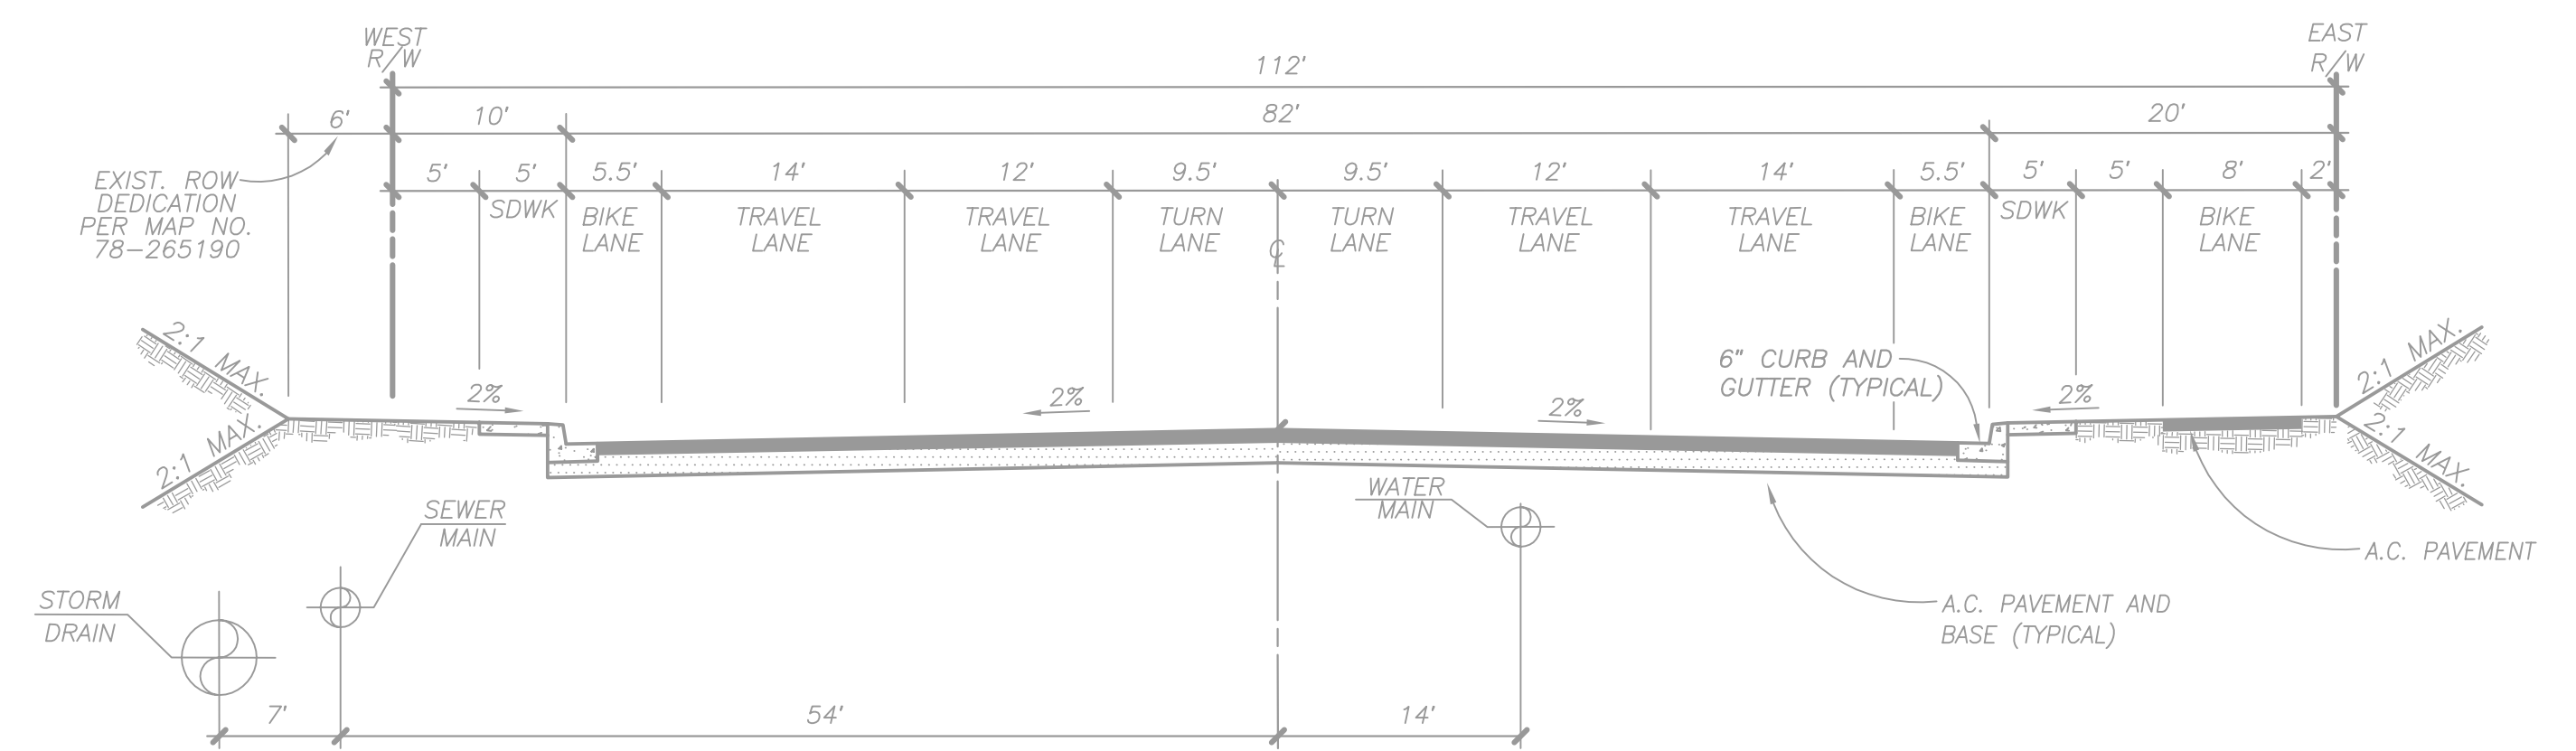 WEST
R/W
EAST
R/W
112'
6'
10'
82'
20'
EXIST. ROW
DEDICATION
PER MAP NO.
78-265190
5'
5'
5.5'
14'
12'
9.5'
9.5'
12'
14'
5.5'
5'
5'
8'
2'
SDWK
BIKE
LANE
TRAVEL
LANE
TRAVEL
LANE
TURN
LANE
℄
TURN
LANE
TRAVEL
LANE
TRAVEL
LANE
BIKE
LANE
SDWK
BIKE
LANE
2:1 MAX.
2:1 MAX.
2%
2%
2%
6" CURB AND
GUTTER (TYPICAL)
2%
2:1 MAX.
2:1 MAX.
SEWER
MAIN
WATER
MAIN
A.C. PAVEMENT
STORM
DRAIN
A.C. PAVEMENT AND
BASE (TYPICAL)
7'
54'
14'